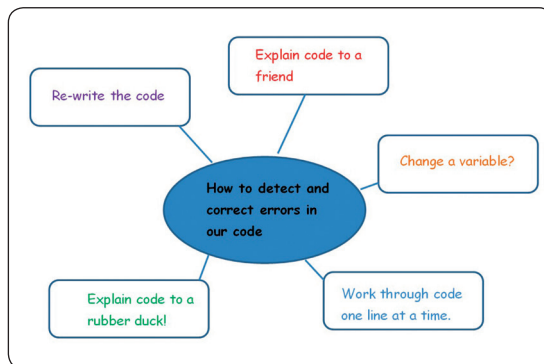 Explain code to a
friend
Re-write the code
Change a variable?
How to detect and
correct errors in
our code
Explain code to a
rubber duck!
Work through code
one line at a time.